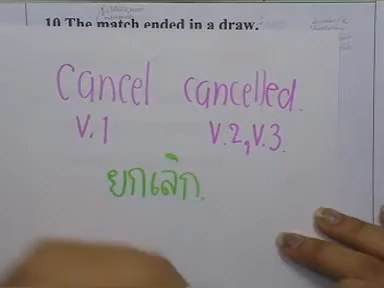 10 The match ended in a draw.
cancel cancelled.
V.1 V.2,V.3.
ยกเลิก.